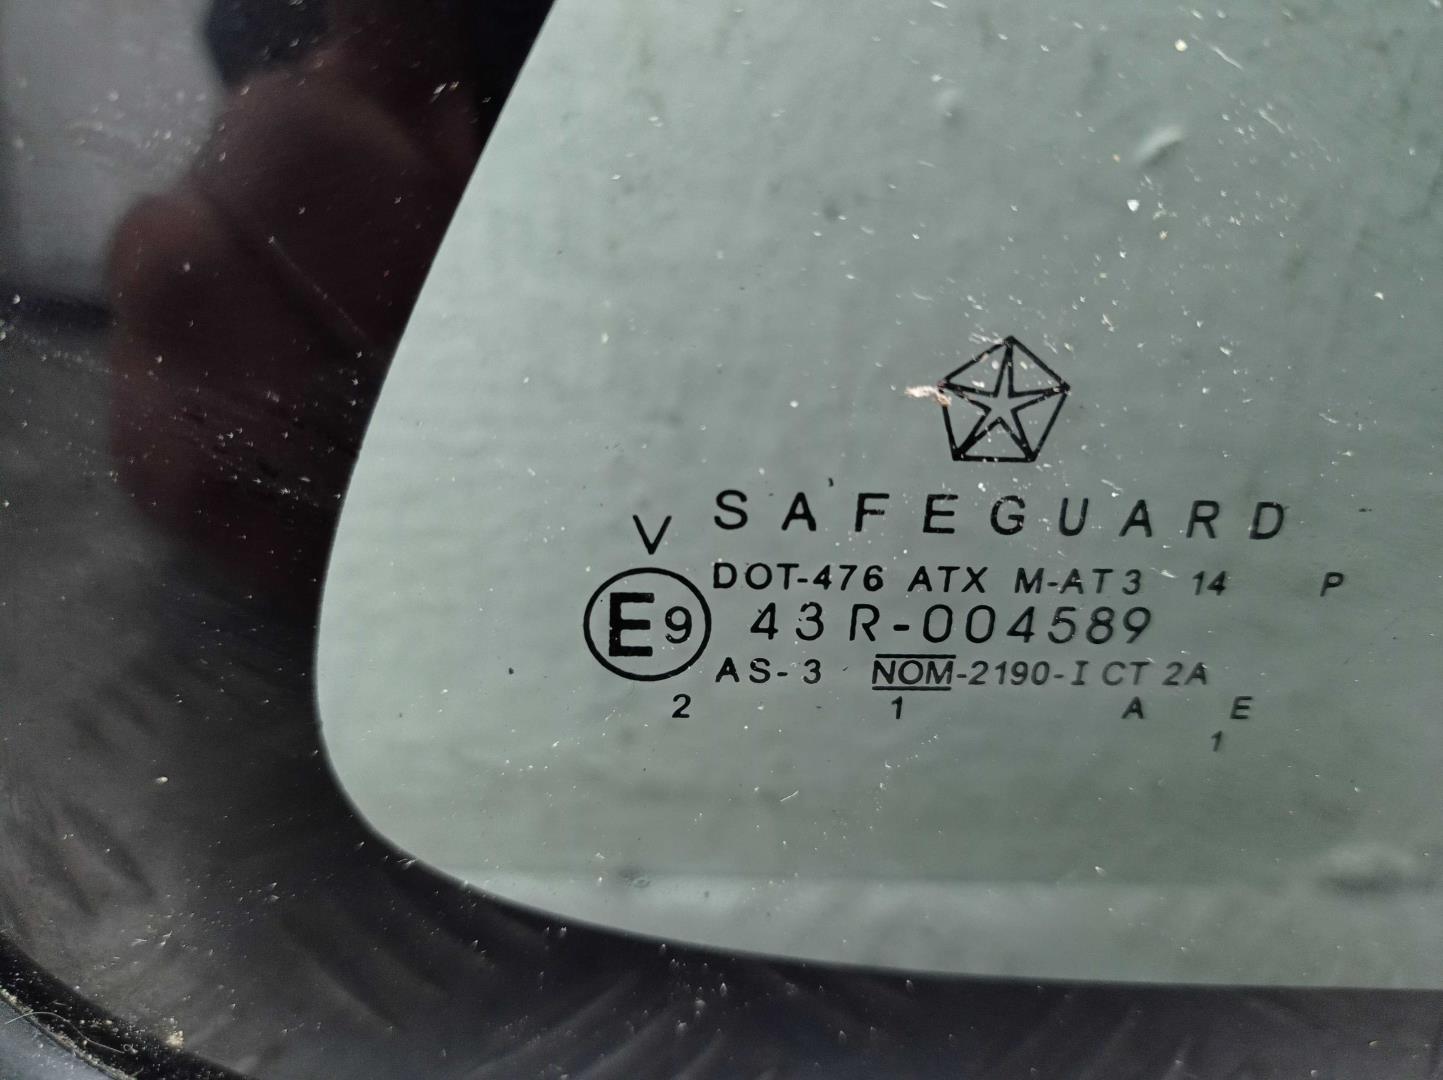 SAFEGUARD
V
DOT-476 ATX M-AT3 14 P
E9 43R-004589
AS-3 NOM-2190-I CT 2A
2 1 A E
1